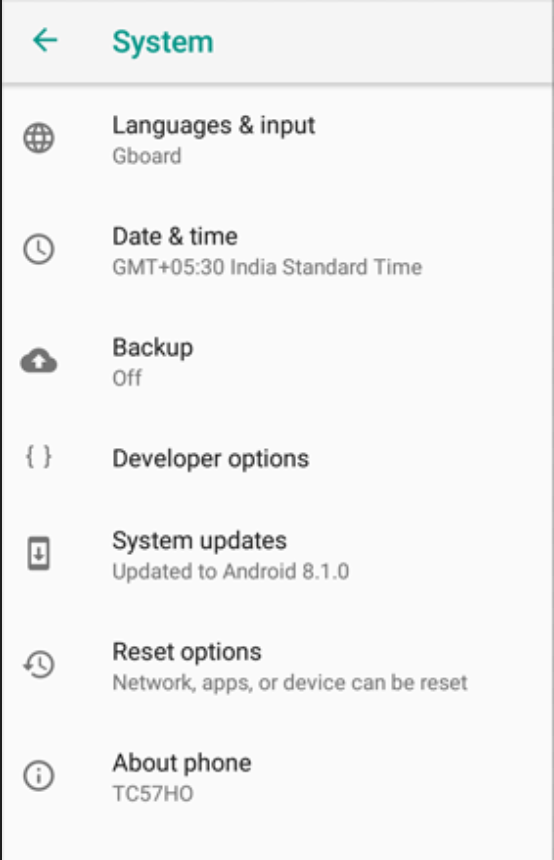 System
Languages & input
Gboard
Date & time
GMT+05:30 India Standard Time
Backup
Off
{ } Developer options
System updates
Updated to Android 8.1.0
Reset options
Network, apps, or device can be reset
About phone
TC57HO